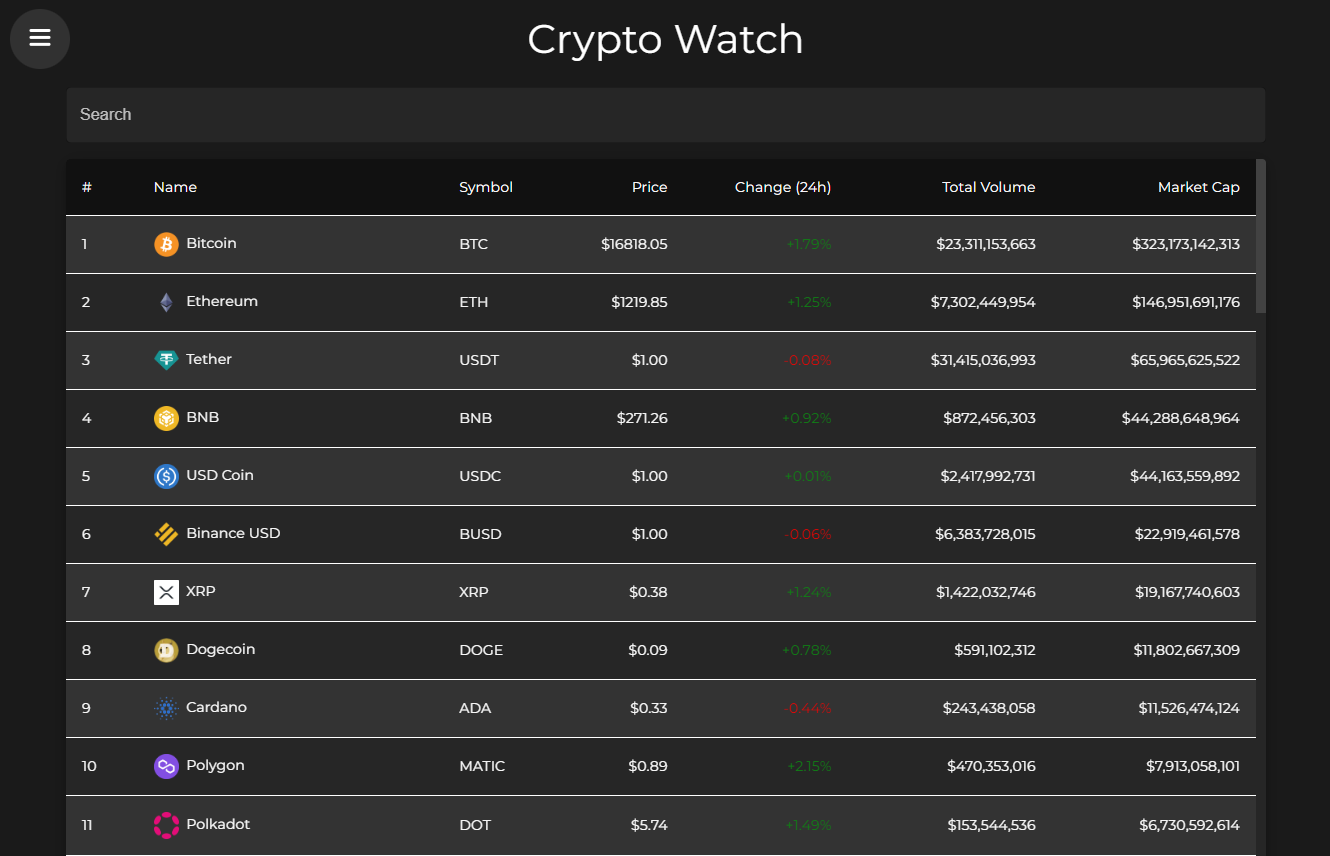 Crypto Watch
Search
# Name Symbol Price Change (24h) Total Volume Market Cap
1 Bitcoin BTC $16818.05 +1.79% $23,311,153,663 $323,173,142,313
2 Ethereum ETH $1219.85 +1.25% $7,302,449,954 $146,951,691,176
3 Tether USDT $1.00 -0.08% $31,415,036,993 $65,965,625,522
4 BNB BNB $271.26 +0.92% $872,456,303 $44,288,648,964
5 USD Coin USDC $1.00 +0.01% $2,417,992,731 $44,163,559,892
6 Binance USD BUSD $1.00 -0.06% $6,383,728,015 $22,919,461,578
7 XRP XRP $0.38 +1.24% $1,422,032,746 $19,167,740,603
8 Dogecoin DOGE $0.09 +0.78% $591,102,312 $11,802,667,309
9 Cardano ADA $0.33 -0.44% $243,438,058 $11,526,474,124
10 Polygon MATIC $0.89 +2.15% $470,353,016 $7,913,058,101
11 Polkadot DOT $5.74 +1.49% $153,544,536 $6,730,592,614